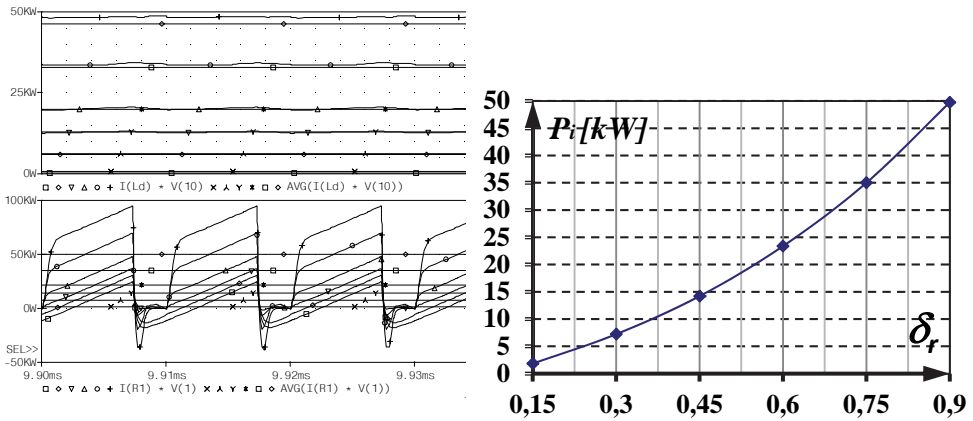 50KW
25KW
0W
□ ◇ ▽ △ ○ + I(Ld) * V(10) × ⅄ Y ✱ □ ◇ AVG(I(Ld) * V(10))
100KW
50KW
0W
SEL>>
-50KW
9.90ms 9.91ms 9.92ms 9.93ms
□ ◇ ▽ △ ○ + I(R1) * V(1) × ⅄ Y ✱ □ ◇ AVG(I(R1) * V(1))
Pi [kW]
50
45
40
35
30
25
20
15
10
5
0
δr
0,15 0,3 0,45 0,6 0,75 0,9